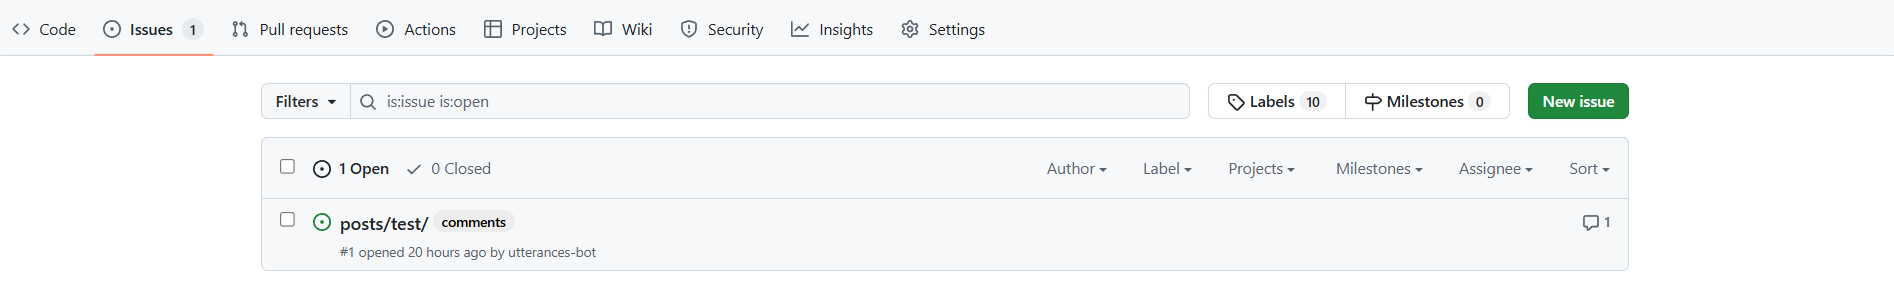 Code Issues 1 Pull requests Actions Projects Wiki Security Insights Settings
Filters is:issue is:open Labels 10 Milestones 0 New issue
1 Open 0 Closed Author Label Projects Milestones Assignee Sort
posts/test/ comments 1
#1 opened 20 hours ago by utterances-bot